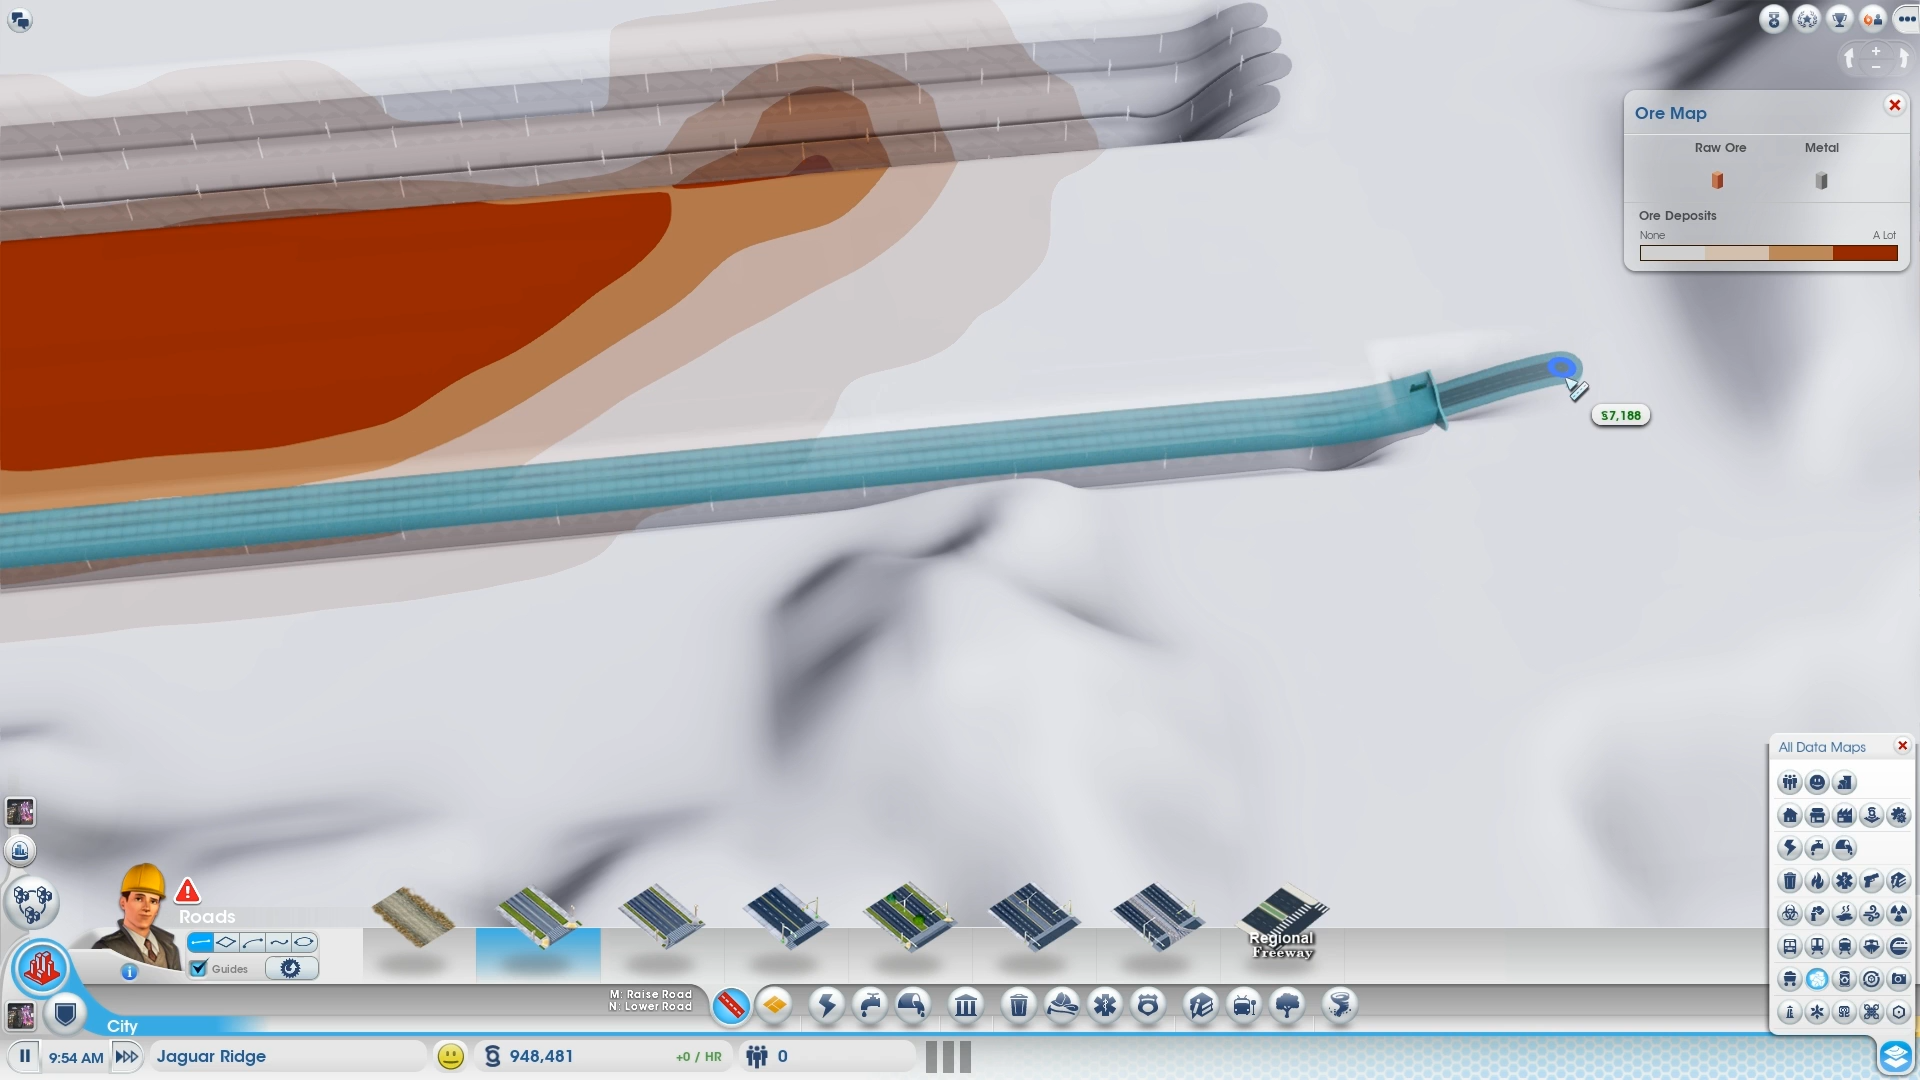 Ore Map
Raw Ore Metal
Ore Deposits
None A Lot
§7,188
All Data Maps
Roads
Guides
Regional
Freeway
M: Raise Road
N: Lower Road
City
9:54 AM
Jaguar Ridge
948,481
+0 / HR
0